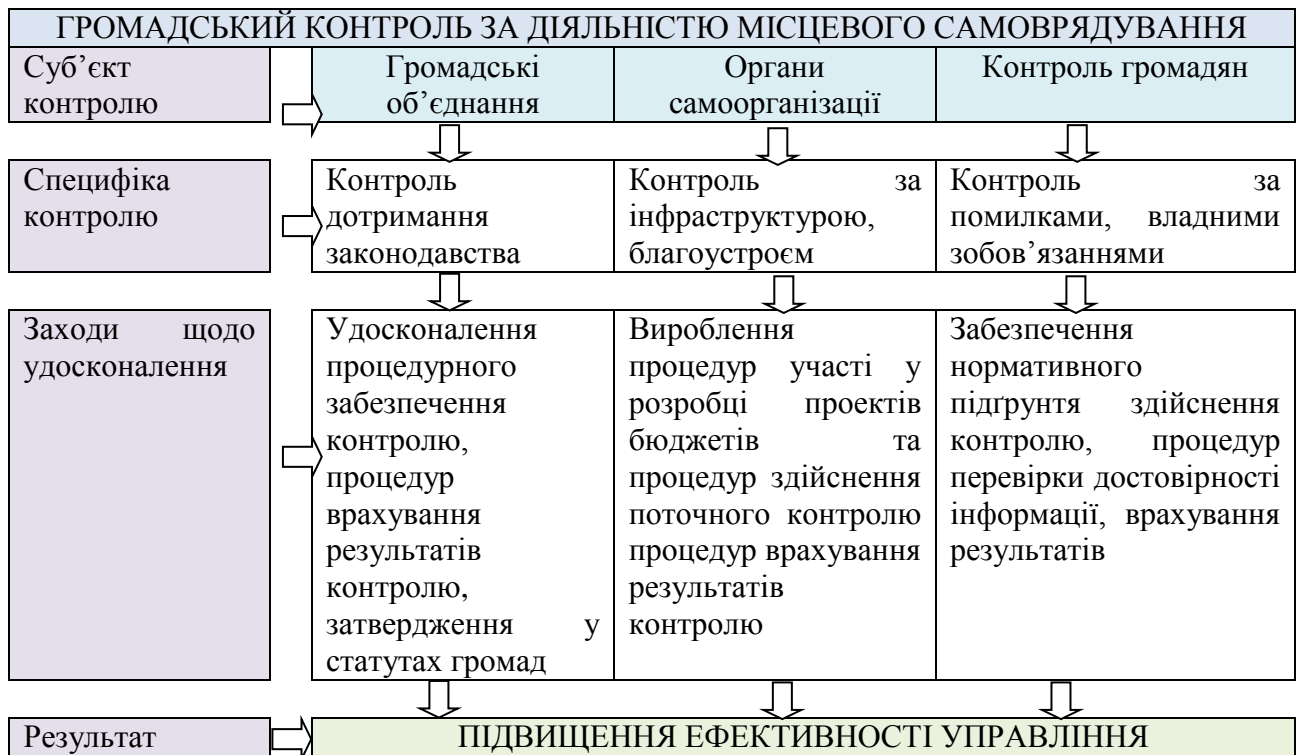 ГРОМАДСЬКИЙ КОНТРОЛЬ ЗА ДІЯЛЬНІСТЮ МІСЦЕВОГО САМОВРЯДУВАННЯ
Суб’єкт
контролю
Громадські
об’єднання
Органи
самоорганізації
Контроль громадян
Специфіка
контролю
Контроль
дотримання
законодавства
Контроль за
інфраструктурою,
благоустроєм
Контроль за
помилками, владними
зобов’язаннями
Заходи щодо
удосконалення
Удосконалення
процедурного
забезпечення
контролю,
процедур
врахування
результатів
контролю,
затвердження у
статутах громад
Вироблення
процедур участі у
розробці проектів
бюджетів та
процедур здійснення
поточного контролю
процедур врахування
результатів
контролю
Забезпечення
нормативного
підґрунтя здійснення
контролю, процедур
перевірки достовірності
інформації, врахування
результатів
Результат
ПІДВИЩЕННЯ ЕФЕКТИВНОСТІ УПРАВЛІННЯ